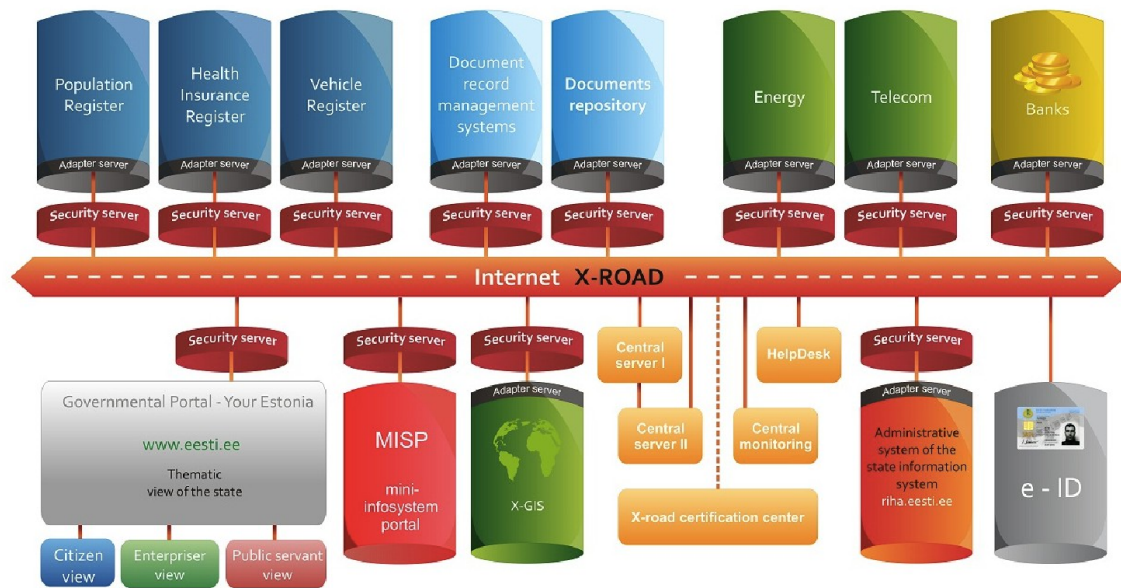 Population
Register
Adapter server
Security server
Health
Insurance
Register
Adapter server
Security server
Vehicle
Register
Adapter server
Security server
Document
record
management
systems
Adapter server
Security server
Documents
repository
Adapter server
Security server
Energy
Adapter server
Security server
Telecom
Adapter server
Security server
Banks
Adapter server
Security server
Internet X-ROAD
Security server
Governmental Portal - Your Estonia
www.eesti.ee
Thematic
view of the state
Citizen
view
Enterpriser
view
Public servant
view
Security server
MISP
mini-
infosystem
portal
Security server
Adapter server
X-GIS
Central
server I
Central
server II
HelpDesk
Central
monitoring
X-road certification center
Security server
Adapter server
Administrative
system of the
state information
system
riha.eesti.ee
e - ID